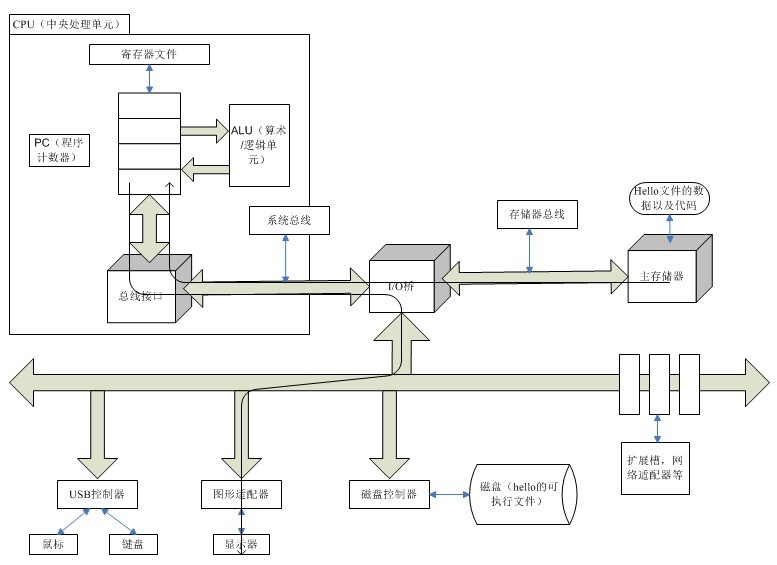 CPU（中央处理单元）
寄存器文件
PC（程序
计数器）
ALU（算术
/逻辑单
元）
系统总线
存储器总线
Hello文件的数
据以及代码
总线接口
I/O桥
主存储器
扩展槽，网
络适配器等
USB控制器
图形适配器
磁盘控制器
磁盘（hello的可
执行文件）
鼠标
键盘
显示器